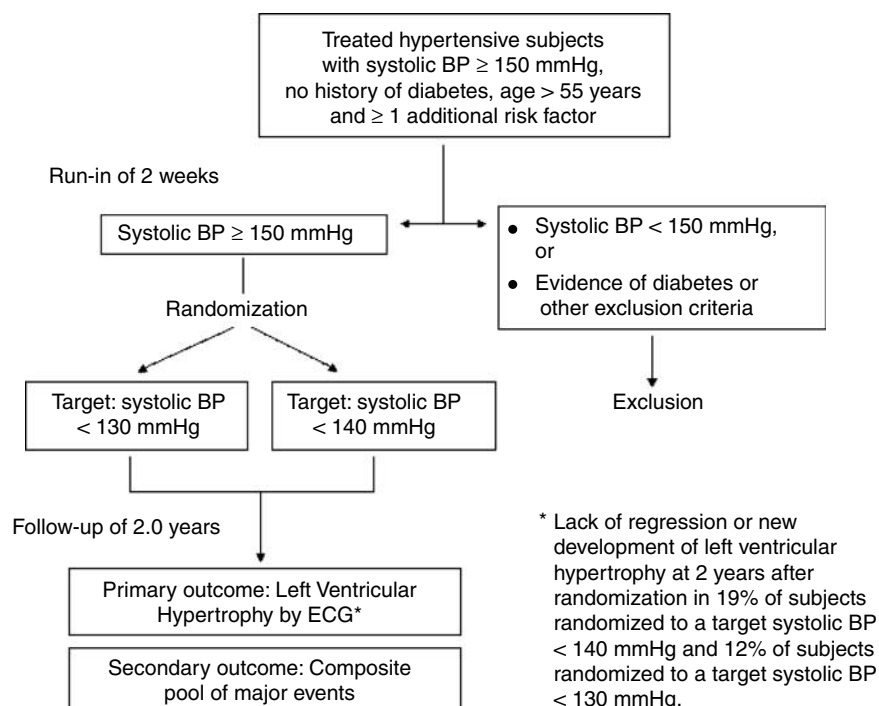 Treated hypertensive subjects
with systolic BP ≥ 150 mmHg,
no history of diabetes, age > 55 years
and ≥ 1 additional risk factor
Run-in of 2 weeks
Systolic BP ≥ 150 mmHg
● Systolic BP < 150 mmHg,
or
● Evidence of diabetes or
other exclusion criteria
Randomization
Target: systolic BP
< 130 mmHg
Target: systolic BP
< 140 mmHg
Exclusion
Follow-up of 2.0 years
Primary outcome: Left Ventricular
Hypertrophy by ECG*
Secondary outcome: Composite
pool of major events
* Lack of regression or new
development of left ventricular
hypertrophy at 2 years after
randomization in 19% of subjects
randomized to a target systolic BP
< 140 mmHg and 12% of subjects
randomized to a target systolic BP
< 130 mmHg.